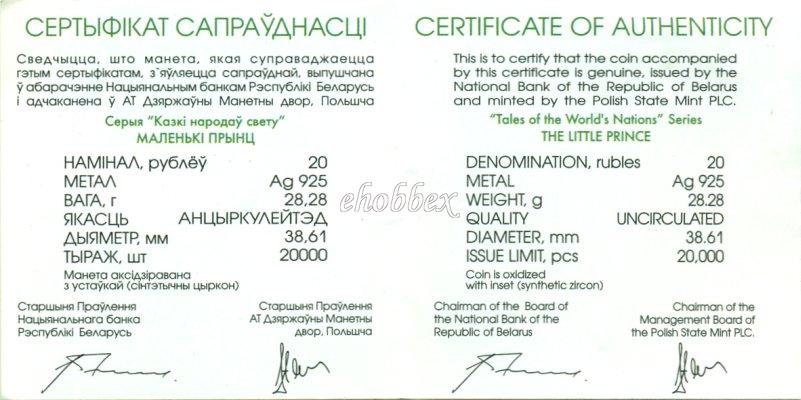 СЕРТЫФІКАТ САПРАЎДНАСЦІ
Сведчыцца, што манета, якая суправаджаецца
гэтым сертыфікатам, з`яўляецца сапраўднай, выпушчана
ў абарачэнне Нацыянальным банкам Рэспублікі Беларусь
і адчаканена ў АТ Дзяржаўны Манетны двор, Польшча
Серыя "Казкі народаў свету"
МАЛЕНЬКІ ПРЫНЦ
НАМІНАЛ, рублёў 20
МЕТАЛ Ag 925
ВАГА, г 28,28
ЯКАСЦЬ АНЦЫРКУЛЕЙТЭД
ДЫЯМЕТР, мм 38,61
ТЫРАЖ, шт 20000
Манета аксідзіравана
з устаўкай (сінтэтычны цыркон)
Старшыня Праўлення
Нацыянальнага банка
Рэспублікі Беларусь
Старшыня Праўлення
АТ Дзяржаўны Манетны
двор, Польшча
CERTIFICATE OF AUTHENTICITY
This is to certify that the coin accompanied
by this certificate is genuine, issued by the
National Bank of the Republic of Belarus
and minted by the Polish State Mint PLC.
"Tales of the World's Nations" Series
THE LITTLE PRINCE
DENOMINATION, rubles 20
METAL Ag 925
WEIGHT, g 28.28
QUALITY UNCIRCULATED
DIAMETER, mm 38.61
ISSUE LIMIT, pcs 20,000
Coin is oxidized
with inset (synthetic zircon)
Chairman of the Board of
the National Bank of the
Republic of Belarus
Chairman of the
Management Board of
the Polish State Mint PLC.
ehobbex